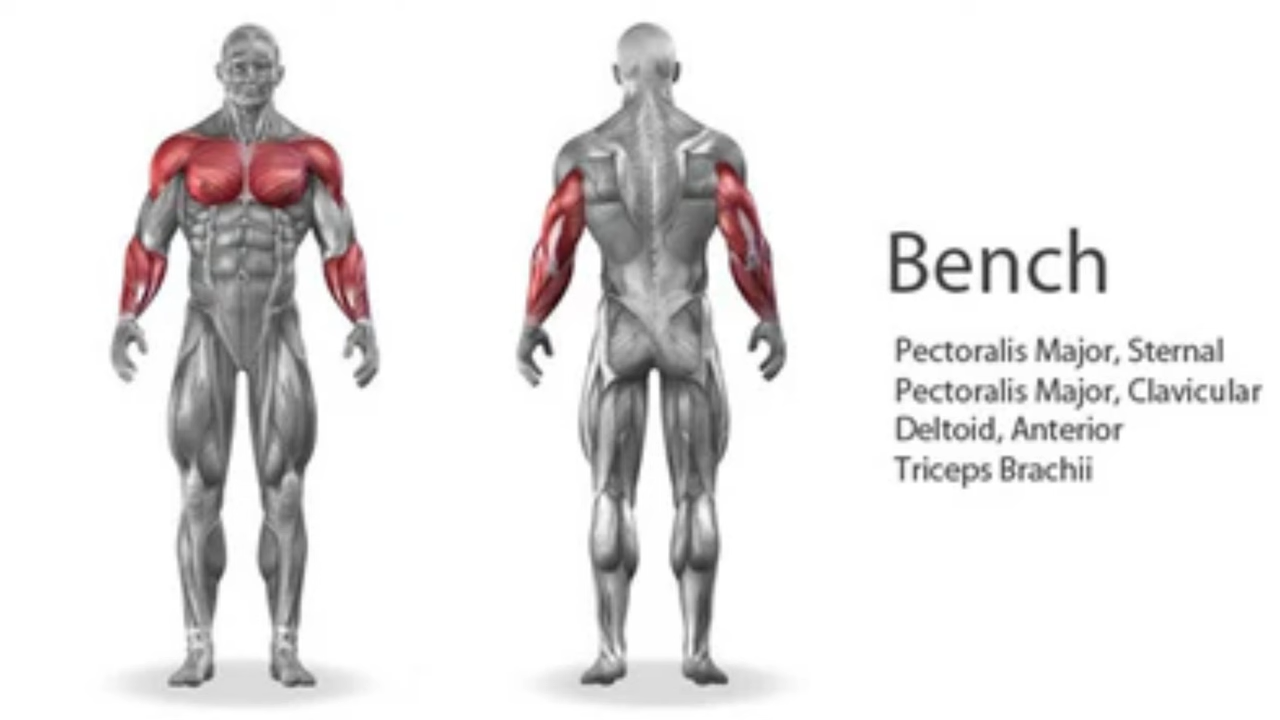 Bench
Pectoralis Major, Sternal
Pectoralis Major, Clavicular
Deltoid, Anterior
Triceps Brachii